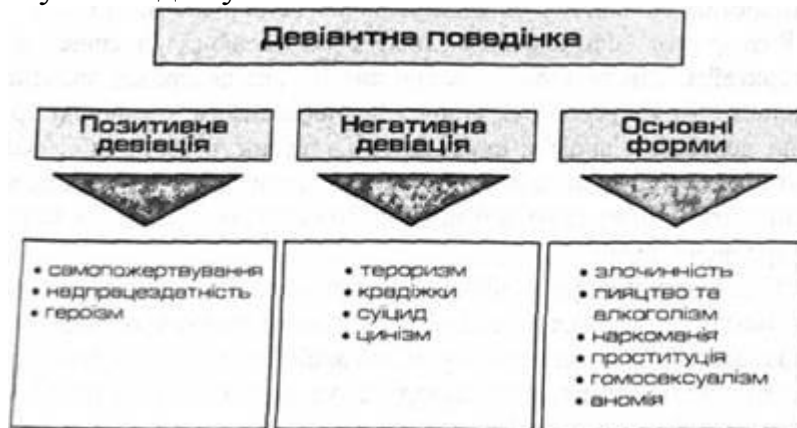 Девіантна поведінка
Позитивна
девіація
Негативна
девіація
Основні
форми
• самопожертвування
• надпрацездатність
• героїзм
• тероризм
• крадіжки
• суїцид
• цинізм
• злочинність
• пияцтво та
алкоголізм
• наркоманія
• проституція
• гомосексуалізм
• аномія